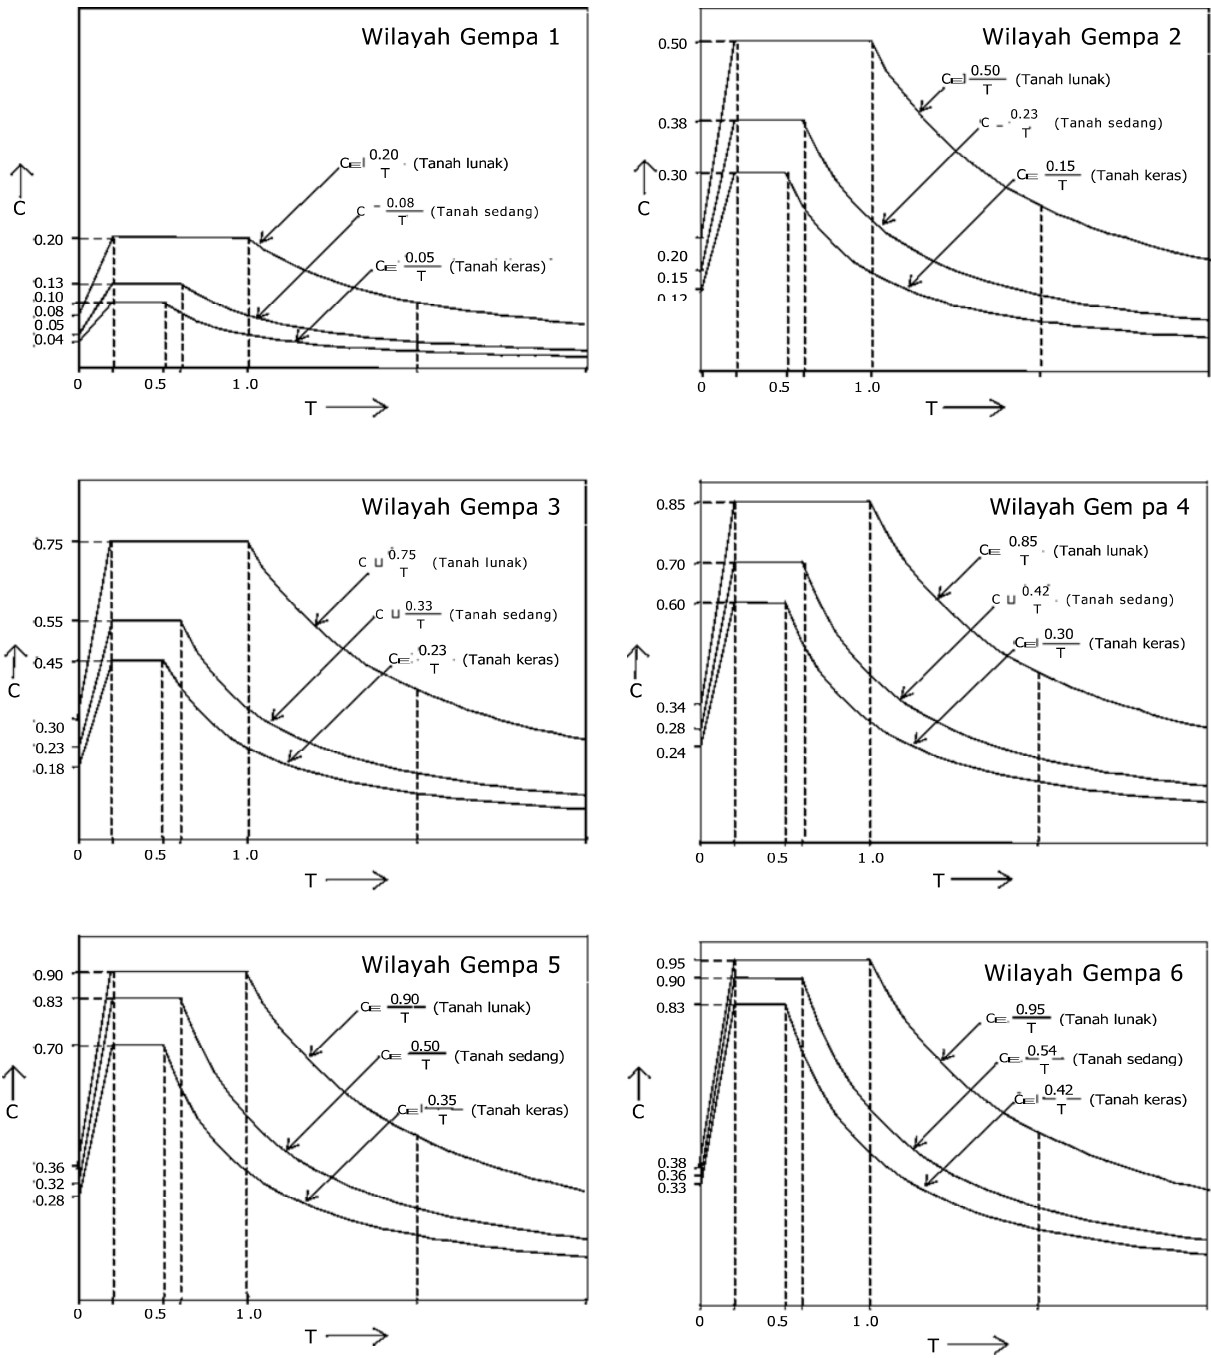 Wilayah Gempa 1
C = 0.20 / T (Tanah lunak)
C = 0.08 / T (Tanah sedang)
C = 0.05 / T (Tanah keras)
C
0.20
0.13
0.10
0.08
0.05
0.04
0 0.5 1.0
T
Wilayah Gempa 2
C = 0.50 / T (Tanah lunak)
C = 0.23 / T (Tanah sedang)
C = 0.15 / T (Tanah keras)
C
0.50
0.38
0.30
0.20
0.15
0.12
0 0.5 1.0
T
Wilayah Gempa 3
C = 0.75 / T (Tanah lunak)
C = 0.33 / T (Tanah sedang)
C = 0.23 / T (Tanah keras)
C
0.75
0.55
0.45
0.30
0.23
0.18
0 0.5 1.0
T
Wilayah Gem pa 4
C = 0.85 / T (Tanah lunak)
C = 0.42 / T (Tanah sedang)
C = 0.30 / T (Tanah keras)
C
0.85
0.70
0.60
0.34
0.28
0.24
0 0.5 1.0
T
Wilayah Gempa 5
C = 0.90 / T (Tanah lunak)
C = 0.50 / T (Tanah sedang)
C = 0.35 / T (Tanah keras)
C
0.90
0.83
0.70
0.36
0.32
0.28
0 0.5 1.0
T
Wilayah Gempa 6
C = 0.95 / T (Tanah lunak)
C = 0.54 / T (Tanah sedang)
C = 0.42 / T (Tanah keras)
C
0.95
0.90
0.83
0.38
0.36
0.33
0 0.5 1.0
T